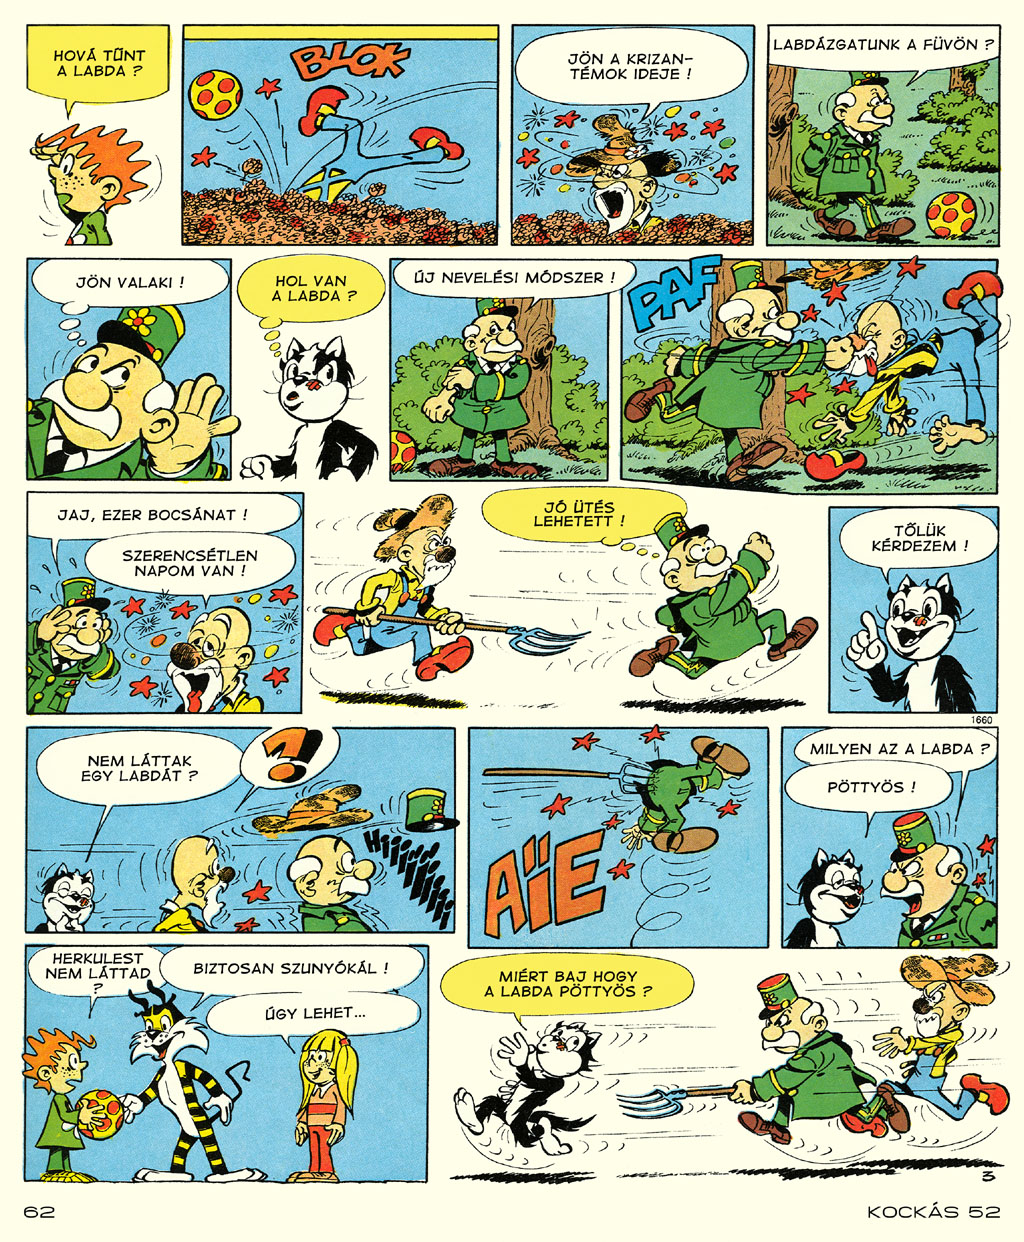 HOVÁ TŰNT
A LABDA ?
BLOK
JÖN A KRIZAN-
TÉMOK IDEJE !
LABDÁZGATUNK A FÜVÖN ?
JÖN VALAKI !
HOL VAN
A LABDA ?
ÚJ NEVELÉSI MÓDSZER !
PAF
JAJ, EZER BOCSÁNAT !
SZERENCSÉTLEN
NAPOM VAN !
JÓ ÜTÉS
LEHETETT !
TŐLÜK
KÉRDEZEM !
1660
NEM LÁTTAK
EGY LABDÁT ?
?!
AÏE
MILYEN AZ A LABDA ?
PÖTTYÖS !
HERKULEST
NEM LÁTTAD
?
BIZTOSAN SZUNYÓKÁL !
ÚGY LEHET...
MIÉRT BAJ HOGY
A LABDA PÖTTYÖS ?
3
62
KOCKÁS 52